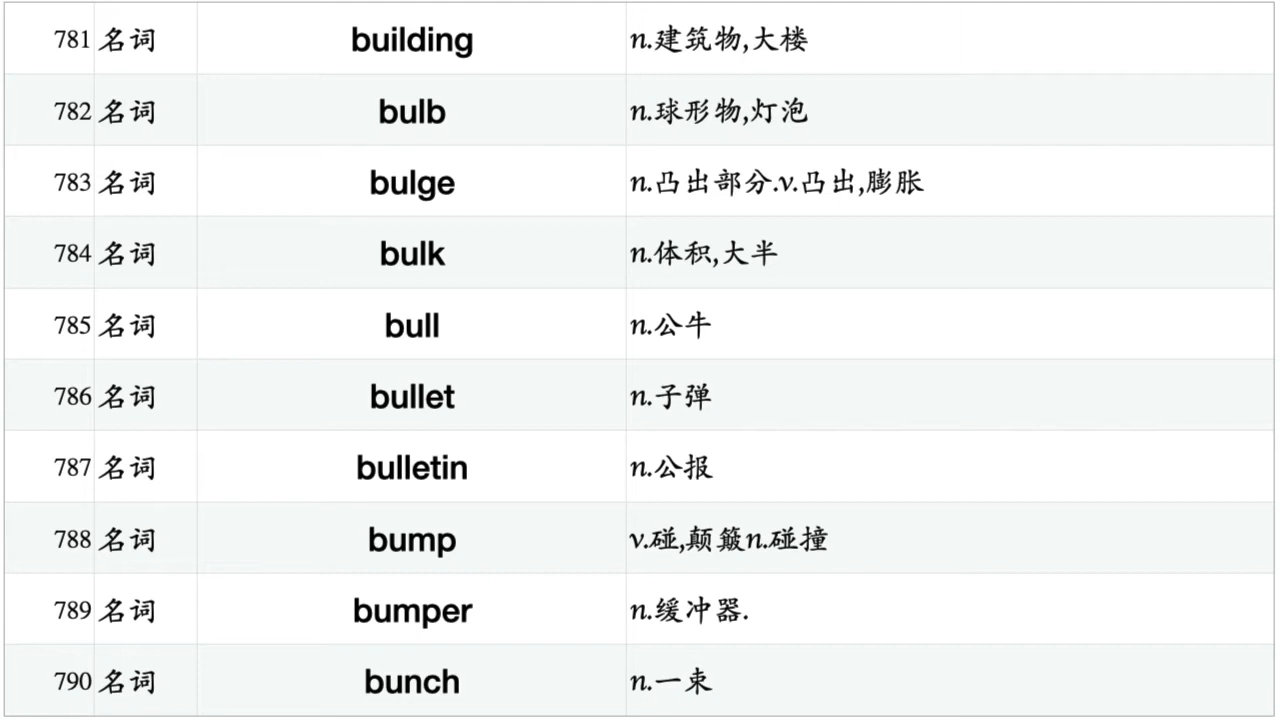 781 名词 building n.建筑物,大楼
782 名词 bulb n.球形物,灯泡
783 名词 bulge n.凸出部分.v.凸出,膨胀
784 名词 bulk n.体积,大半
785 名词 bull n.公牛
786 名词 bullet n.子弹
787 名词 bulletin n.公报
788 名词 bump v.碰,颠簸n.碰撞
789 名词 bumper n.缓冲器.
790 名词 bunch n.一束